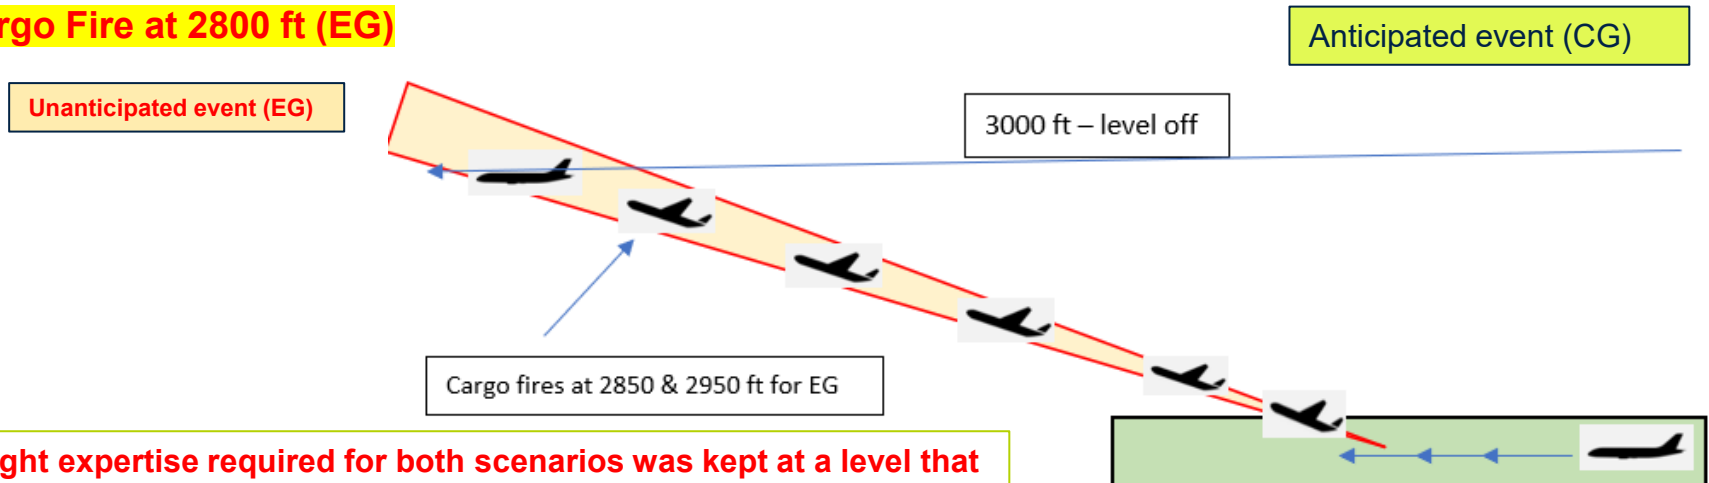 rgo Fire at 2800 ft (EG)
Anticipated event (CG)
Unanticipated event (EG)
3000 ft – level off
Cargo fires at 2850 & 2950 ft for EG
ght expertise required for both scenarios was kept at a level that